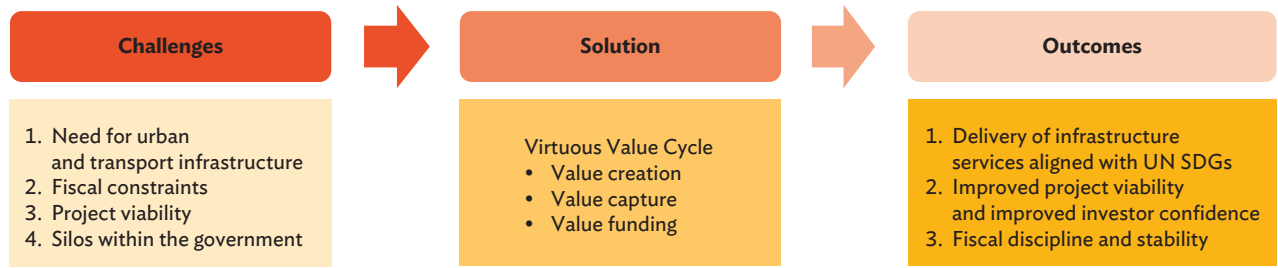 Challenges
1. Need for urban
and transport infrastructure
2. Fiscal constraints
3. Project viability
4. Silos within the government
Solution
Virtuous Value Cycle
• Value creation
• Value capture
• Value funding
Outcomes
1. Delivery of infrastructure
services aligned with UN SDGs
2. Improved project viability
and improved investor confidence
3. Fiscal discipline and stability